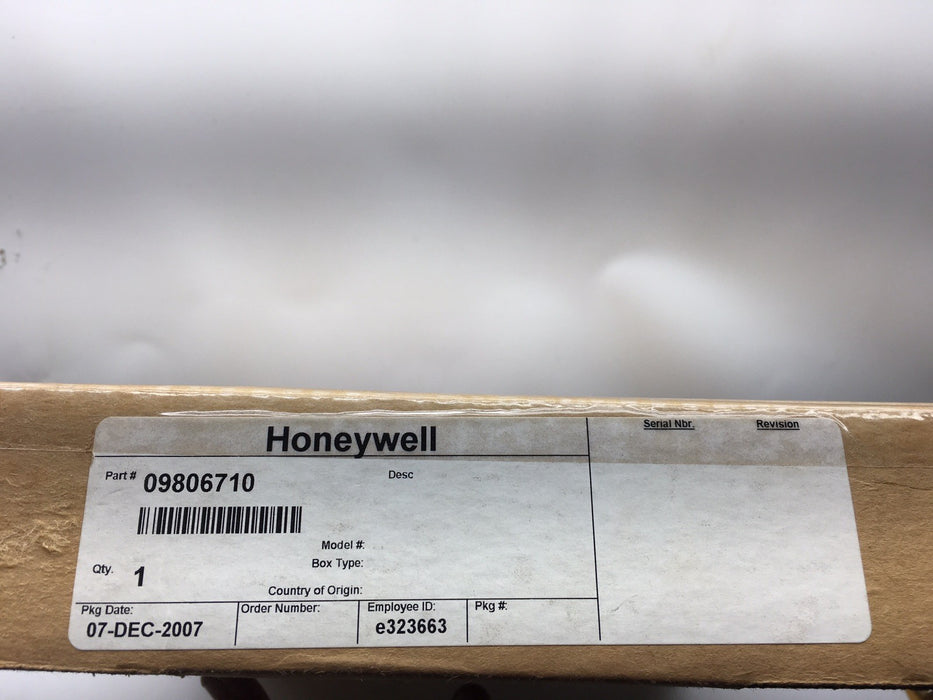 Honeywell
Serial Nbr.
Revision
Part # 09806710
Desc
Model #:
Box Type:
Qty. 1
Country of Origin:
Pkg Date:
Order Number:
Employee ID:
Pkg #:
07-DEC-2007
e323663